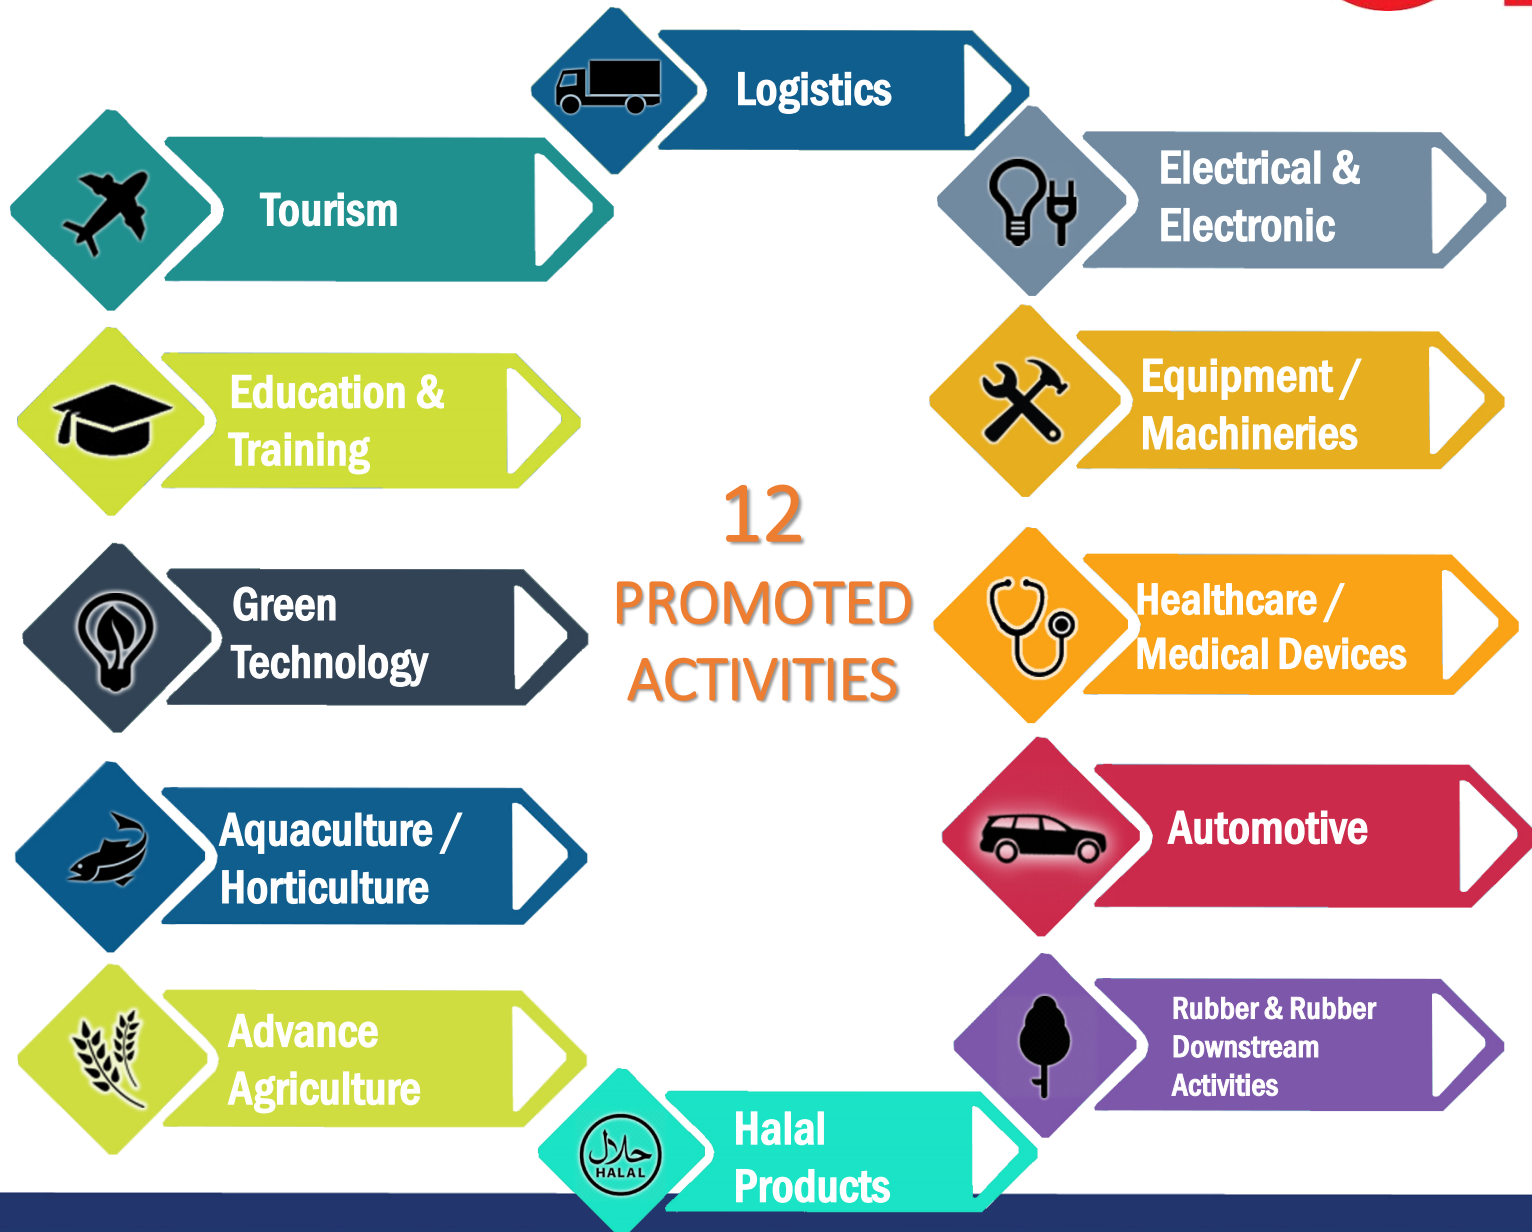 Logistics
Tourism
Electrical &
Electronic
Education &
Training
Equipment /
Machineries
12
PROMOTED
ACTIVITIES
Green
Technology
Healthcare /
Medical Devices
Aquaculture /
Horticulture
Automotive
Advance
Agriculture
Rubber & Rubber
Downstream
Activities
حلال
HALAL
Halal
Products